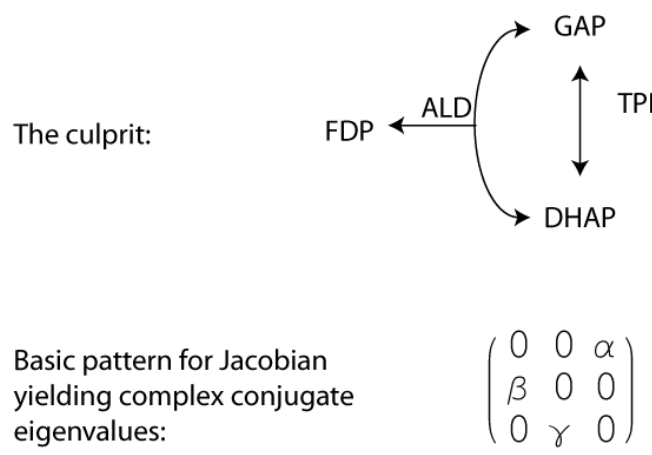 GAP
ALD
TPI
The culprit:
FDP
DHAP
Basic pattern for Jacobian
yielding complex conjugate
eigenvalues:
0 0 α
β 0 0
0 γ 0